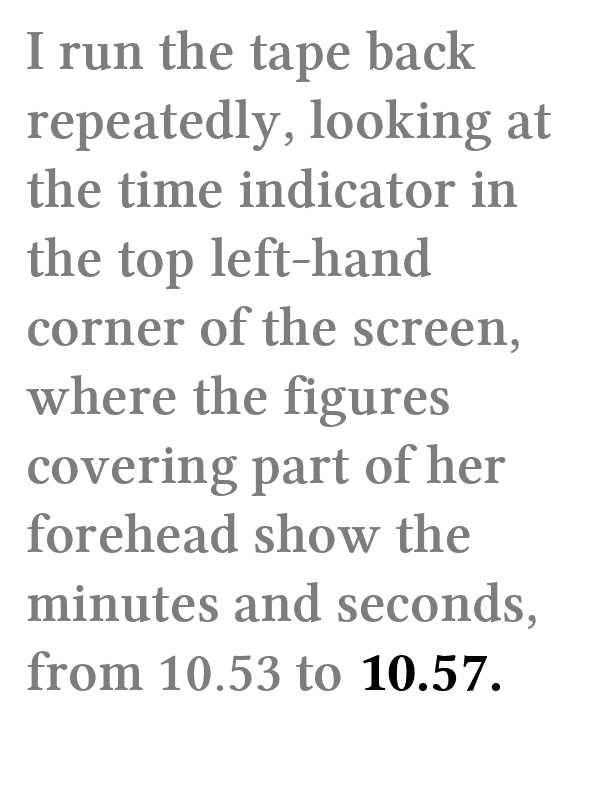 I run the tape back
repeatedly, looking at
the time indicator in
the top left-hand
corner of the screen,
where the figures
covering part of her
forehead show the
minutes and seconds,
from 10.53 to 10.57.